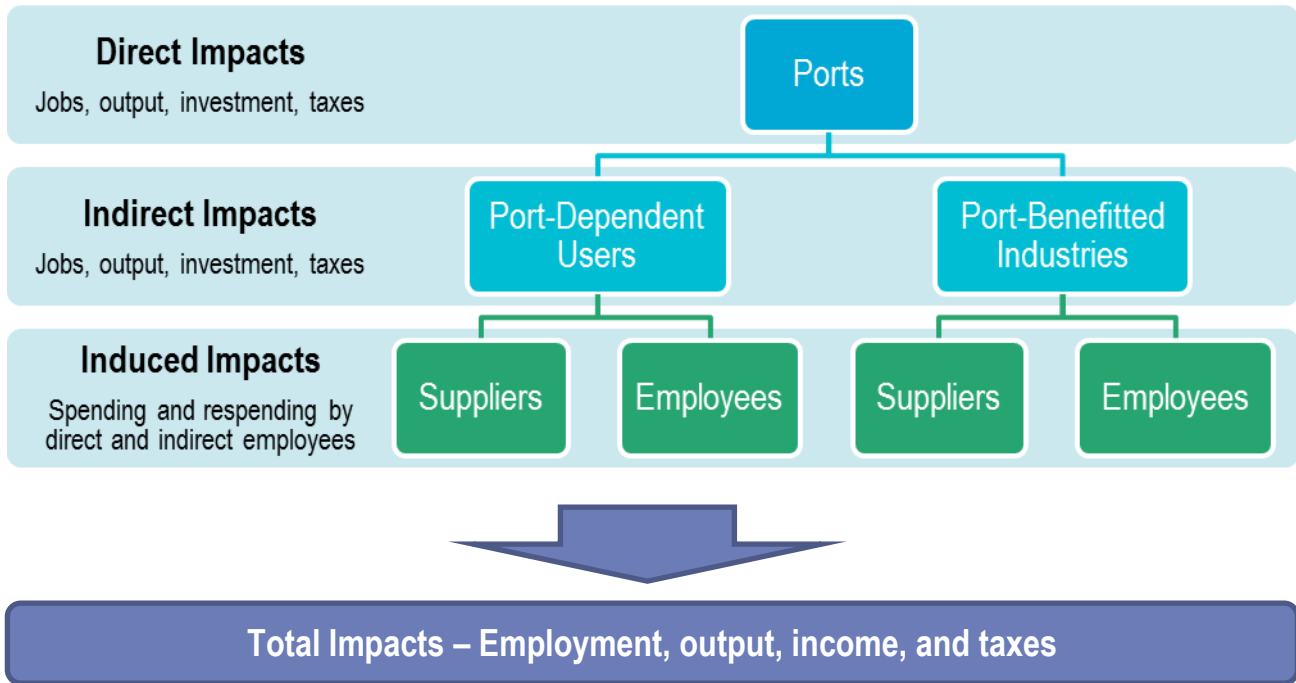 Direct Impacts
Jobs, output, investment, taxes
Ports
Indirect Impacts
Jobs, output, investment, taxes
Port-Dependent
Users
Port-Benefitted
Industries
Induced Impacts
Spending and respending by
direct and indirect employees
Suppliers
Employees
Suppliers
Employees
Total Impacts – Employment, output, income, and taxes